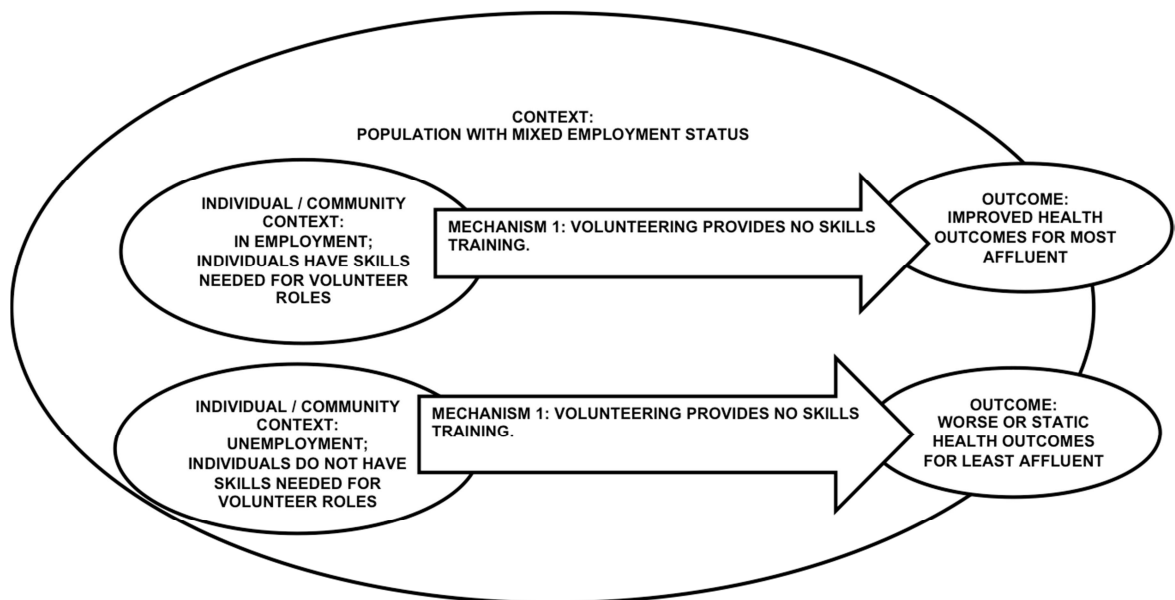 CONTEXT:
POPULATION WITH MIXED EMPLOYMENT STATUS
INDIVIDUAL / COMMUNITY
CONTEXT:
IN EMPLOYMENT;
INDIVIDUALS HAVE SKILLS
NEEDED FOR VOLUNTEER
ROLES
MECHANISM 1: VOLUNTEERING PROVIDES NO SKILLS
TRAINING.
OUTCOME:
IMPROVED HEALTH
OUTCOMES FOR MOST
AFFLUENT
INDIVIDUAL / COMMUNITY
CONTEXT:
UNEMPLOYMENT;
INDIVIDUALS DO NOT HAVE
SKILLS NEEDED FOR
VOLUNTEER ROLES
MECHANISM 1: VOLUNTEERING PROVIDES NO SKILLS
TRAINING.
OUTCOME:
WORSE OR STATIC
HEALTH OUTCOMES
FOR LEAST AFFLUENT